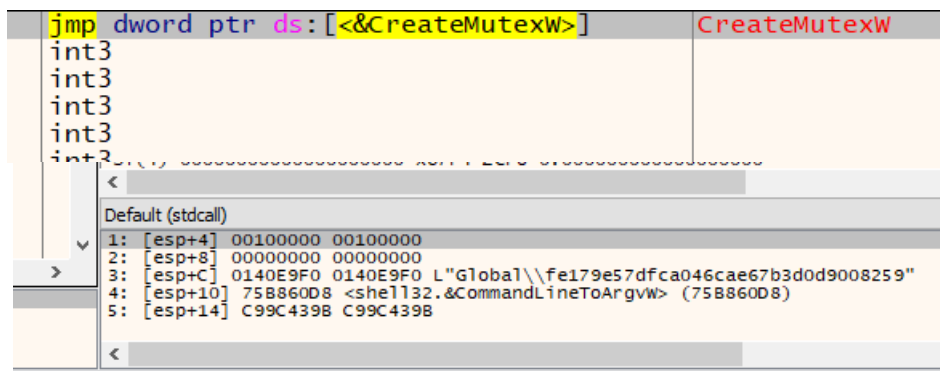 jmp dword ptr ds:[<&CreateMutexW>] CreateMutexW
int3
int3
int3
int3
int3
Default (stdcall)
1: [esp+4] 00100000 00100000
2: [esp+8] 00000000 00000000
3: [esp+C] 0140E9F0 0140E9F0 L"Global\\fe179e57dfca046cae67b3d0d9008259"
4: [esp+10] 75B860D8 <shell32.&CommandLineToArgvW> (75B860D8)
5: [esp+14] C99C439B C99C439B